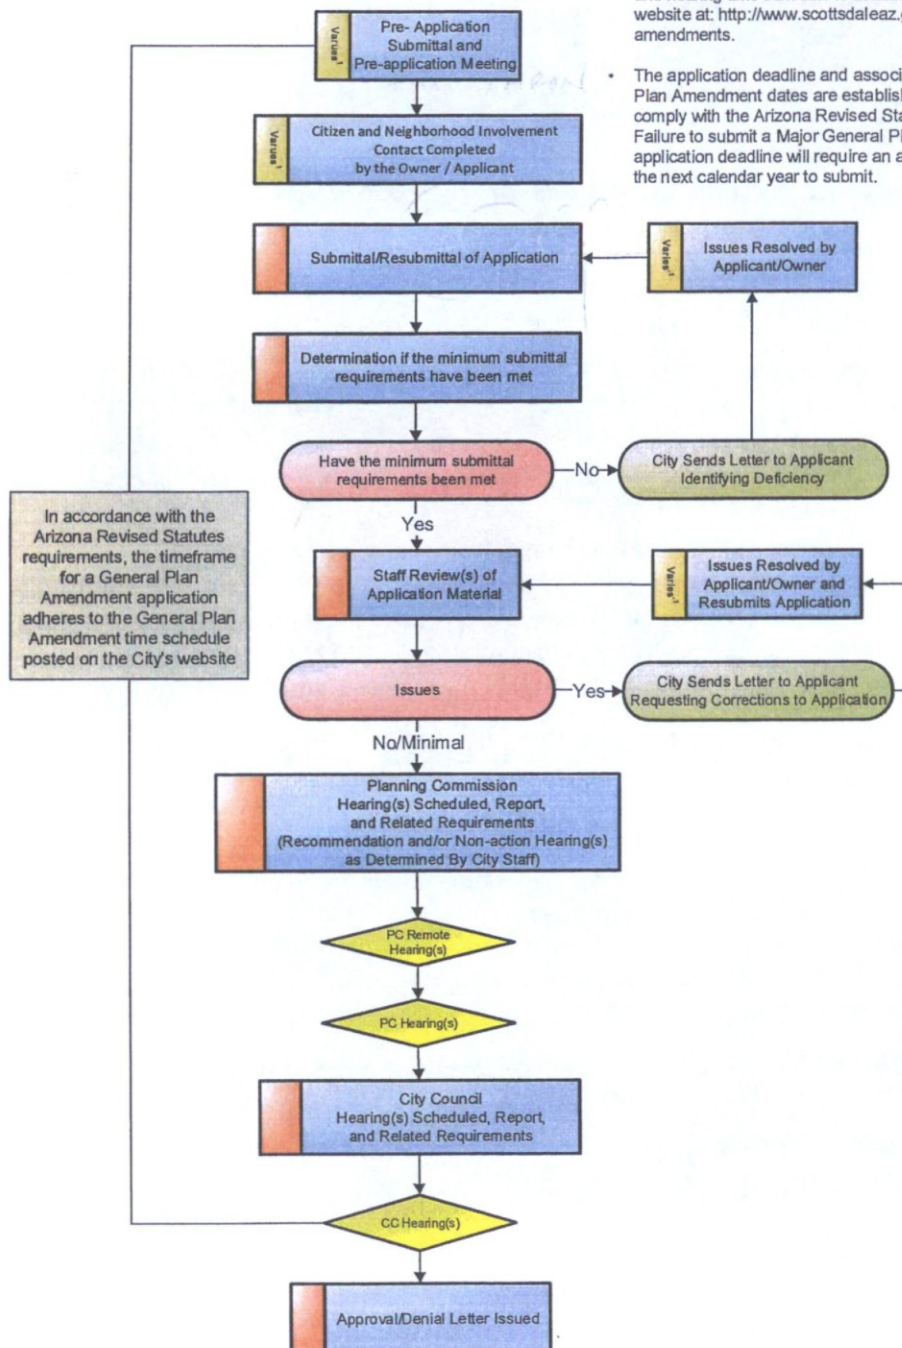 website at: http://www.scottsdaleaz.g
amendments.
• The application deadline and associ
Plan Amendment dates are establis
comply with the Arizona Revised Sta
Failure to submit a Major General Pl
application deadline will require an a
the next calendar year to submit.
Varies¹
Pre- Application
Submittal and
Pre-application Meeting
Varues¹
Citizen and Neighborhood Involvement
Contact Completed
by the Owner / Applicant
Submittal/Resubmittal of Application
Varies¹
Issues Resolved by
Applicant/Owner
Determination if the minimum submittal
requirements have been met
Have the minimum submittal
requirements been met
No
City Sends Letter to Applicant
Identifying Deficiency
Yes
In accordance with the
Arizona Revised Statutes
requirements, the timeframe
for a General Plan
Amendment application
adheres to the General Plan
Amendment time schedule
posted on the City's website
Staff Review(s) of
Application Material
Varies¹
Issues Resolved by
Applicant/Owner and
Resubmits Application
Issues
Yes
City Sends Letter to Applicant
Requesting Corrections to Application
No/Minimal
Planning Commission
Hearing(s) Scheduled, Report,
and Related Requirements
(Recommendation and/or Non-action Hearing(s)
as Determined By City Staff)
PC Remote
Hearing(s)
PC Hearing(s)
City Council
Hearing(s) Scheduled, Report,
and Related Requirements
CC Hearing(s)
Approval/Denial Letter Issued